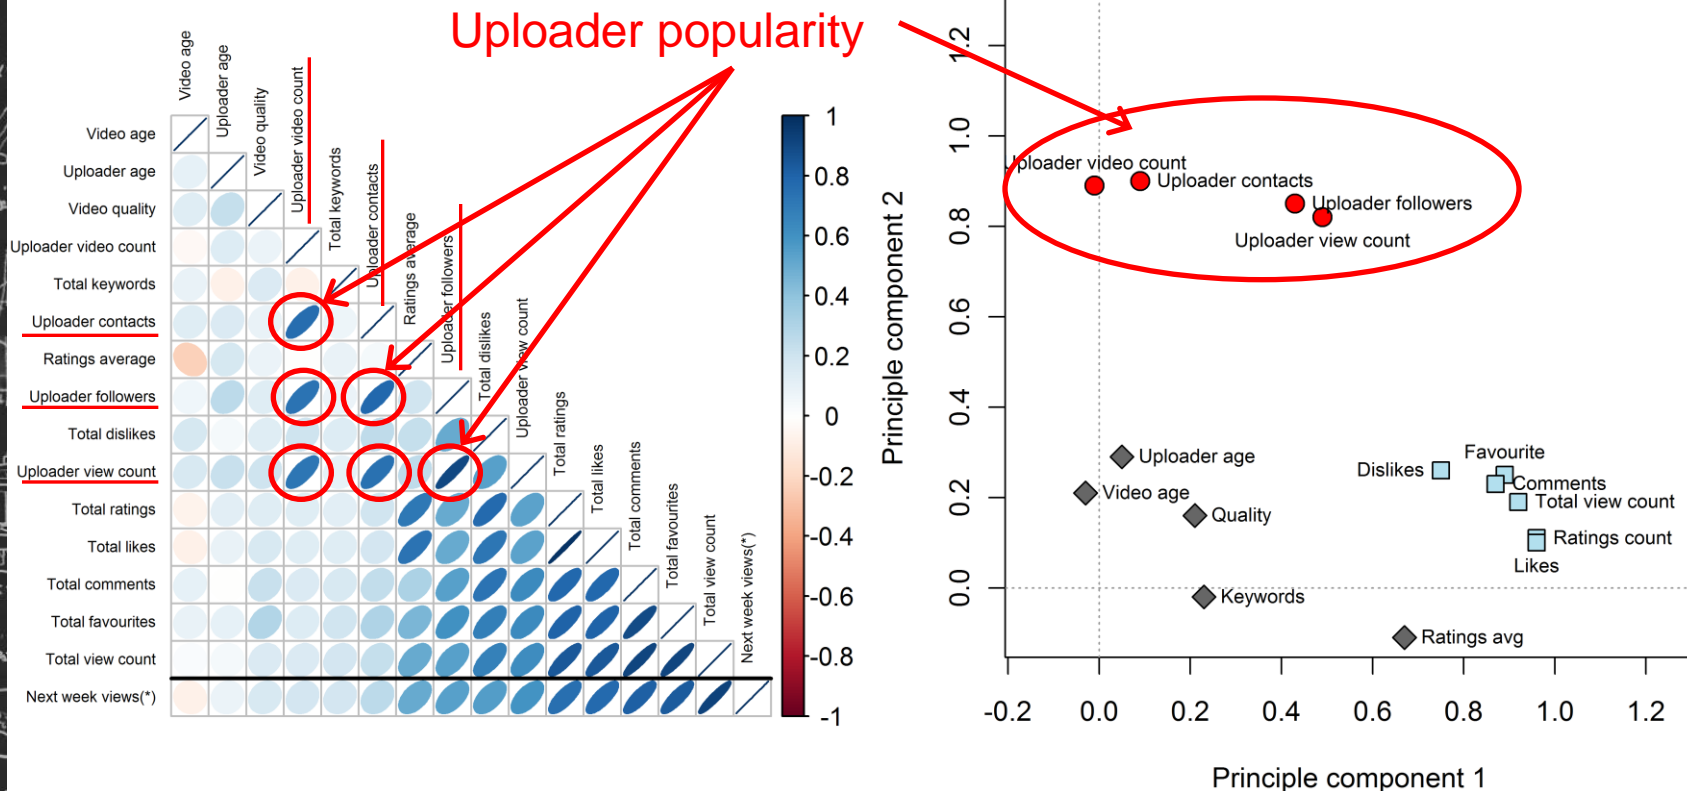 Uploader popularity
Video age
Uploader age
Video quality
Uploader video count
Total keywords
Uploader contacts
Ratings average
Uploader followers
Total dislikes
Uploader view count
Total ratings
Total likes
Total comments
Total favourites
Total view count
Next week views(*)
Video age
Uploader age
Video quality
Uploader video count
Total keywords
Uploader contacts
Ratings average
Uploader followers
Total dislikes
Uploader view count
Total ratings
Total likes
Total comments
Total favourites
Total view count
Next week views(*)
1
0.8
0.6
0.4
0.2
0
-0.2
-0.4
-0.6
-0.8
-1
Principle component 2
1.2
1.0
0.8
0.6
0.4
0.2
0.0
Uploader video count
Uploader contacts
Uploader followers
Uploader view count
Uploader age
Video age
Quality
Keywords
Ratings avg
Favourite
Dislikes
Comments
Total view count
Ratings count
Likes
-0.2 0.0 0.2 0.4 0.6 0.8 1.0 1.2
Principle component 1